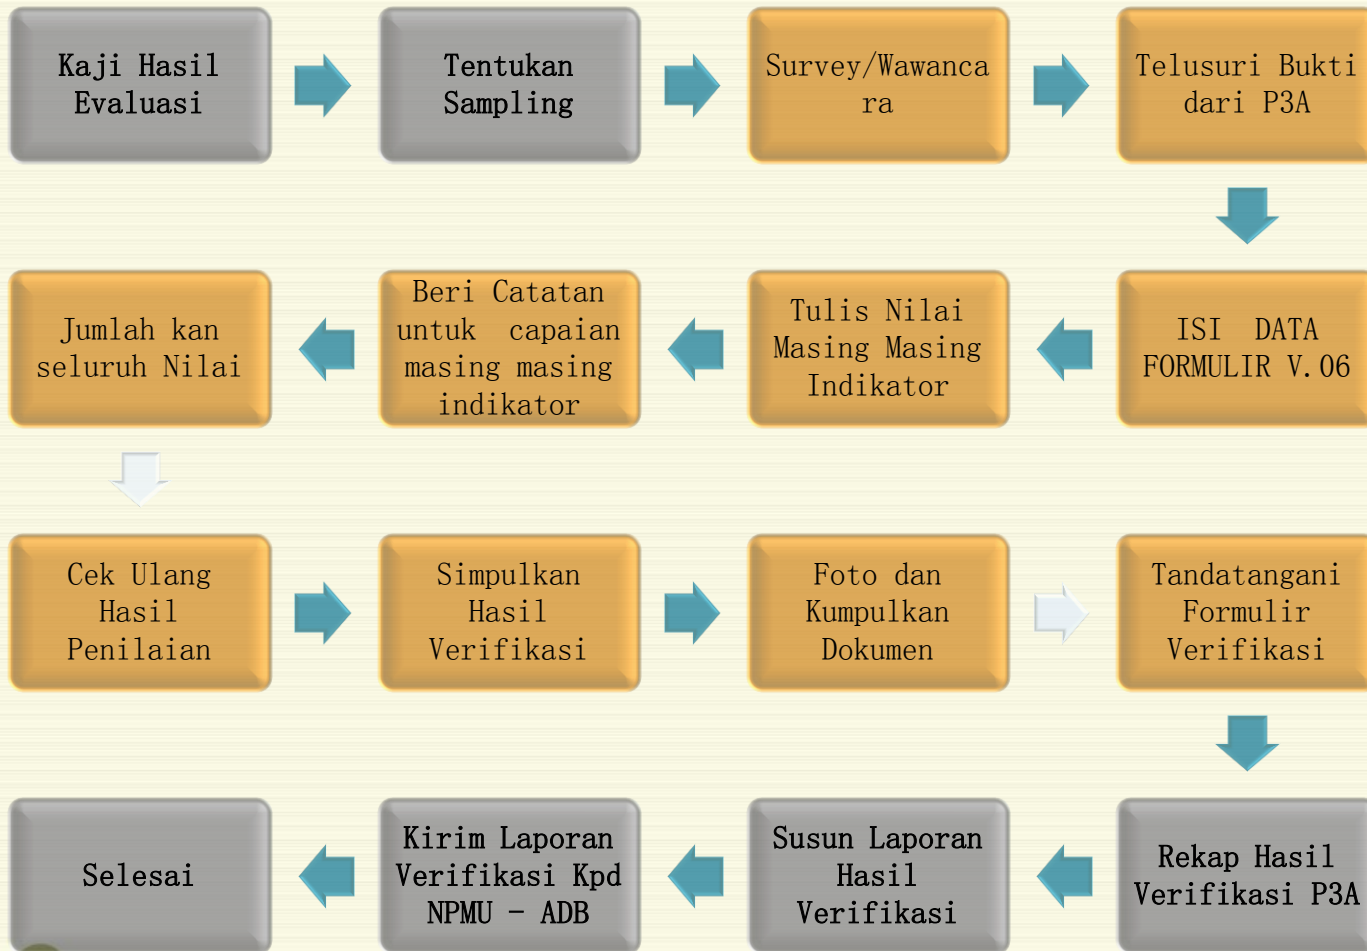 Kaji Hasil
Evaluasi
Tentukan
Sampling
Survey/Wawanca
ra
Telusuri Bukti
dari P3A
ISI DATA
FORMULIR V.06
Tulis Nilai
Masing Masing
Indikator
Beri Catatan
untuk capaian
masing masing
indikator
Jumlah kan
seluruh Nilai
Cek Ulang
Hasil
Penilaian
Simpulkan
Hasil
Verifikasi
Foto dan
Kumpulkan
Dokumen
Tandatangani
Formulir
Verifikasi
Rekap Hasil
Verifikasi P3A
Susun Laporan
Hasil
Verifikasi
Kirim Laporan
Verifikasi Kpd
NPMU - ADB
Selesai